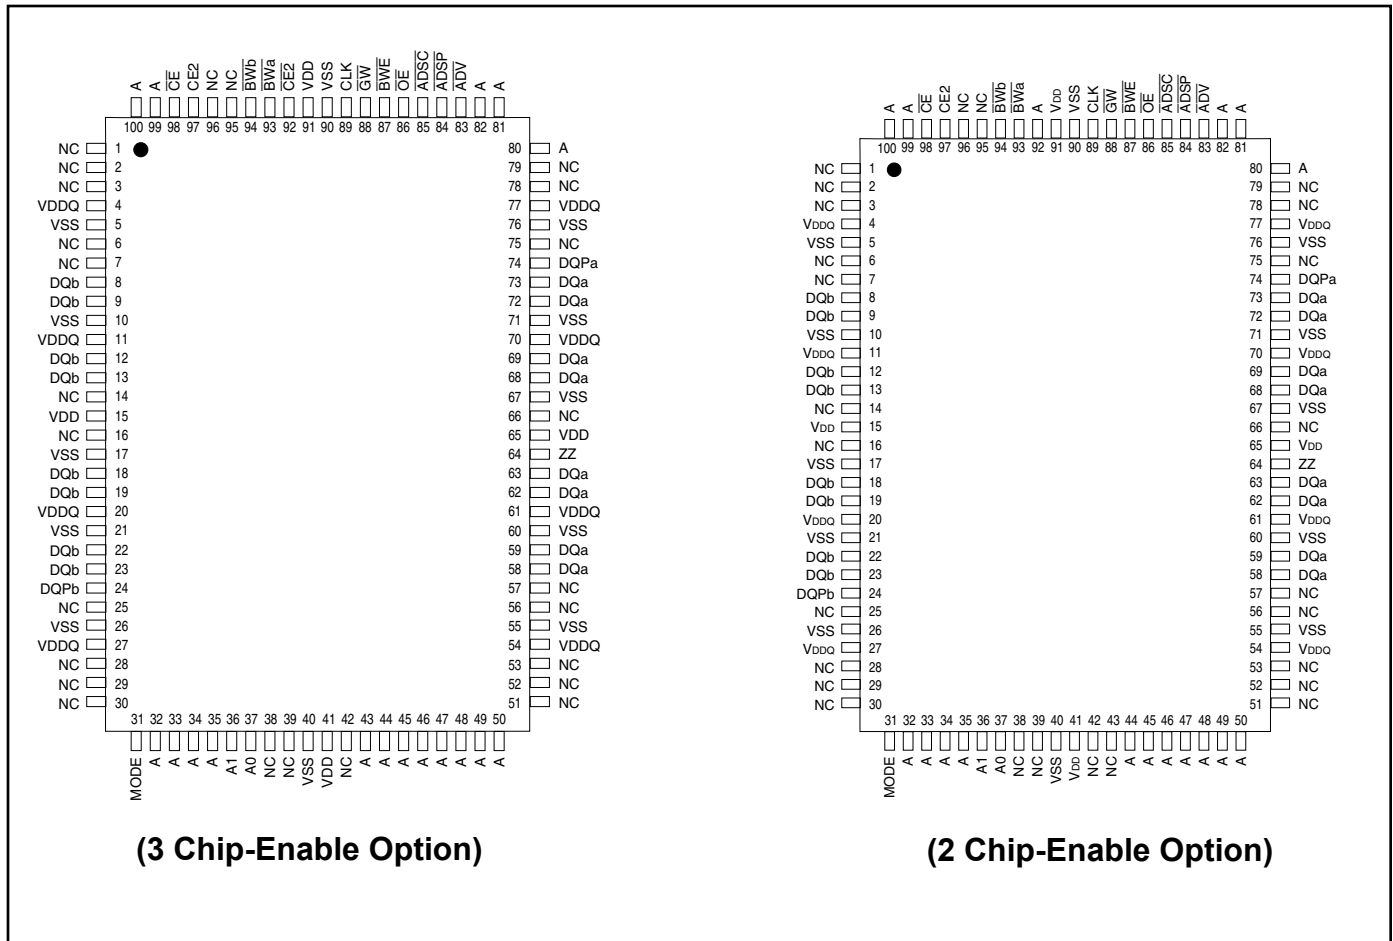 A A CE CE2 NC NC BWb BWa CE2 VDD VSS CLK GW BWE OE ADSC ADSP ADV A A
100 99 98 97 96 95 94 93 92 91 90 89 88 87 86 85 84 83 82 81
NC 1 80 A
NC 2 79 NC
NC 3 78 NC
VDDQ 4 77 VDDQ
VSS 5 76 VSS
NC 6 75 NC
NC 7 74 DQPa
DQb 8 73 DQa
DQb 9 72 DQa
VSS 10 71 VSS
VDDQ 11 70 VDDQ
DQb 12 69 DQa
DQb 13 68 DQa
NC 14 67 VSS
VDD 15 66 NC
NC 16 65 VDD
VSS 17 64 ZZ
DQb 18 63 DQa
DQb 19 62 DQa
VDDQ 20 61 VDDQ
VSS 21 60 VSS
DQb 22 59 DQa
DQb 23 58 DQa
DQPb 24 57 NC
NC 25 56 NC
VSS 26 55 VSS
VDDQ 27 54 VDDQ
NC 28 53 NC
NC 29 52 NC
NC 30 51 NC
31 32 33 34 35 36 37 38 39 40 41 42 43 44 45 46 47 48 49 50
MODE A A A A A1 A0 NC NC VSS VDD NC A A A A A A A A
(3 Chip-Enable Option)
A A CE CE2 NC NC BWb BWa A VDD VSS CLK GW BWE OE ADSC ADSP ADV A A
100 99 98 97 96 95 94 93 92 91 90 89 88 87 86 85 84 83 82 81
NC 1 80 A
NC 2 79 NC
NC 3 78 NC
VDDQ 4 77 VDDQ
VSS 5 76 VSS
NC 6 75 NC
NC 7 74 DQPa
DQb 8 73 DQa
DQb 9 72 DQa
VSS 10 71 VSS
VDDQ 11 70 VDDQ
DQb 12 69 DQa
DQb 13 68 DQa
NC 14 67 VSS
VDD 15 66 NC
NC 16 65 VDD
VSS 17 64 ZZ
DQb 18 63 DQa
DQb 19 62 DQa
VDDQ 20 61 VDDQ
VSS 21 60 VSS
DQb 22 59 DQa
DQb 23 58 DQa
DQPb 24 57 NC
NC 25 56 NC
VSS 26 55 VSS
VDDQ 27 54 VDDQ
NC 28 53 NC
NC 29 52 NC
NC 30 51 NC
31 32 33 34 35 36 37 38 39 40 41 42 43 44 45 46 47 48 49 50
MODE A A A A A1 A0 NC NC VSS VDD NC NC A A A A A A A
(2 Chip-Enable Option)